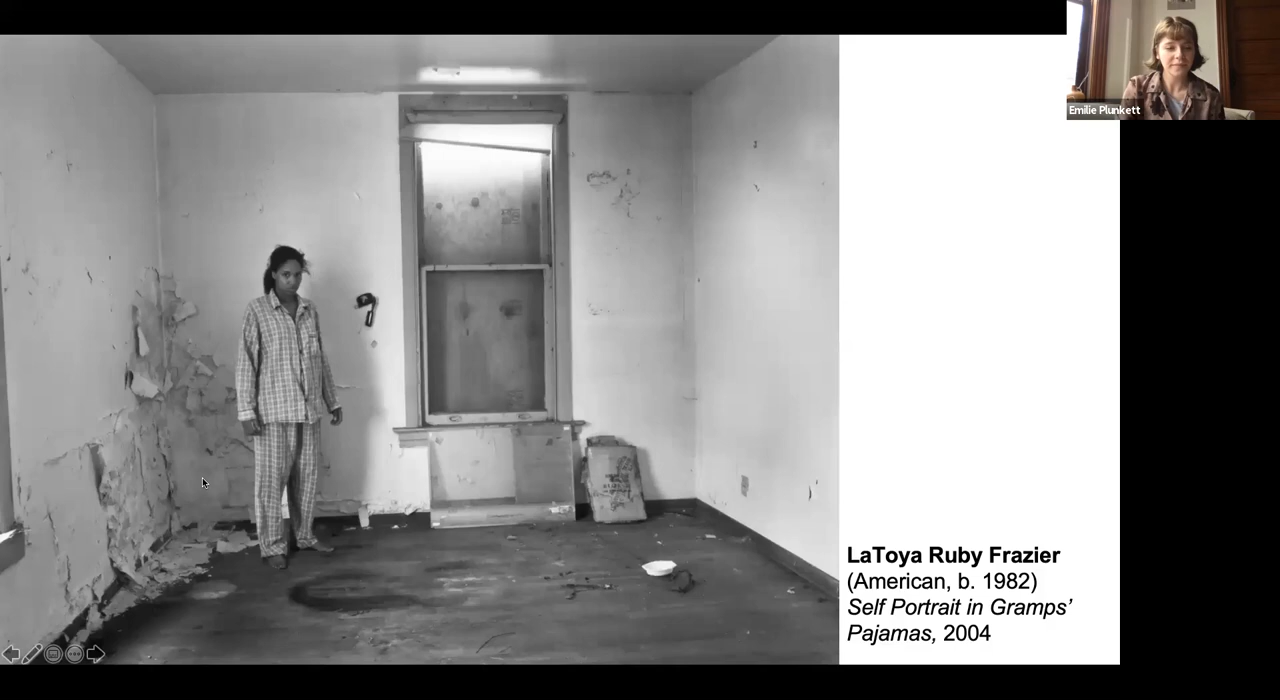 Emilie Plunkett
LaToya Ruby Frazier
(American, b. 1982)
Self Portrait in Gramps’
Pajamas, 2004